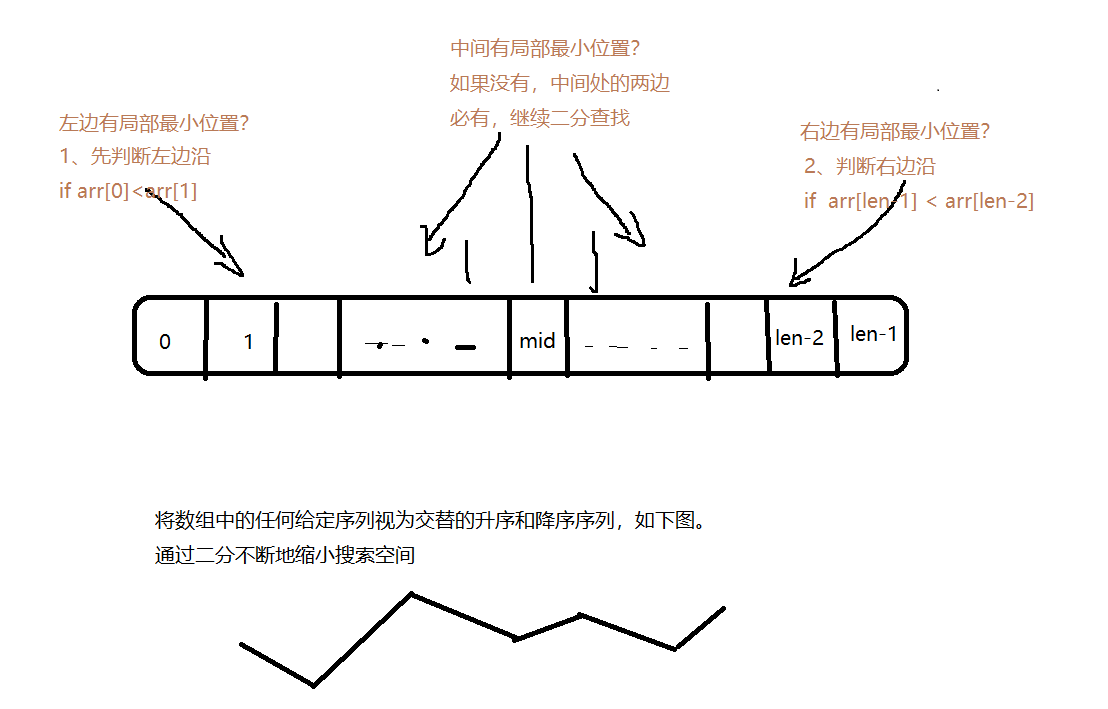 中间有局部最小位置？
如果没有，中间处的两边
必有，继续二分查找
左边有局部最小位置？
1、先判断左边沿
if arr[0]<arr[1]
右边有局部最小位置？
2、判断右边沿
if arr[len-1] < arr[len-2]
0 1 mid len-2 len-1
将数组中的任何给定序列视为交替的升序和降序序列，如下图。
通过二分不断地缩小搜索空间